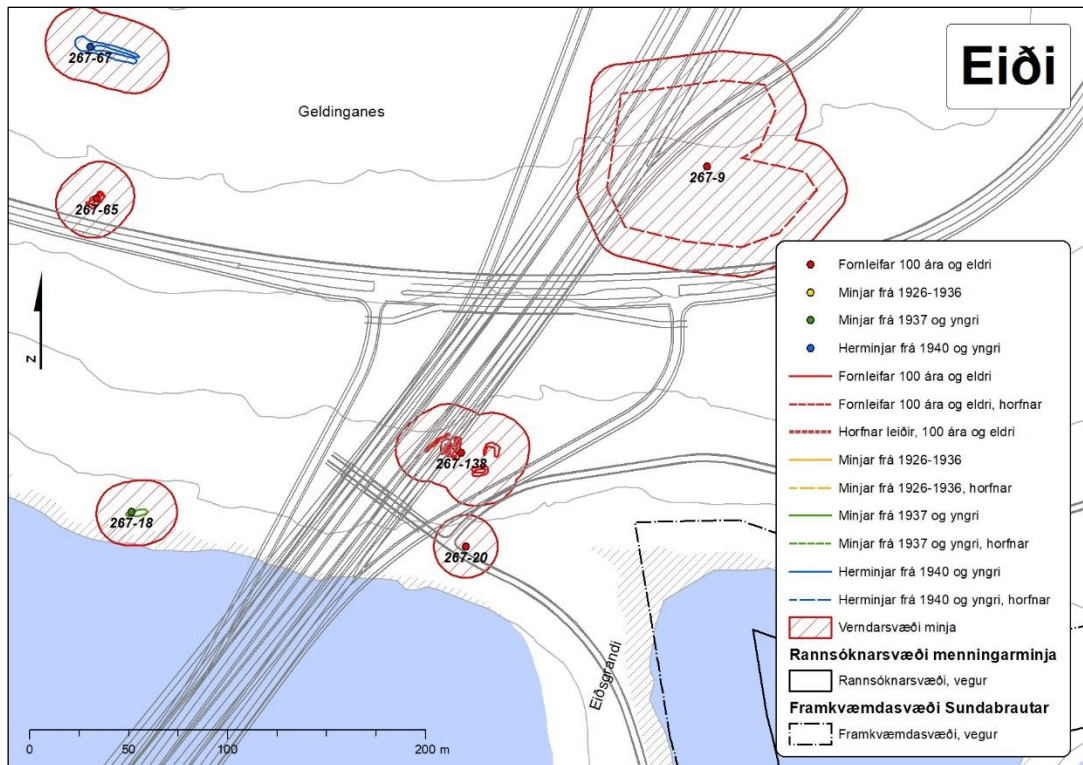 Eiði
267-67
Geldinganes
267-9
267-65
z
267-138
267-18
267-20
Eiðsgrandi
Fornleifar 100 ára og eldri
Minjar frá 1926-1936
Minjar frá 1937 og yngri
Herminjar frá 1940 og yngri
Fornleifar 100 ára og eldri
Fornleifar 100 ára og eldri, horfnar
Horfnar leiðir, 100 ára og eldri
Minjar frá 1926-1936
Minjar frá 1926-1936, horfnar
Minjar frá 1937 og yngri
Minjar frá 1937 og yngri, horfnar
Herminjar frá 1940 og yngri
Herminjar frá 1940 og yngri, horfnar
Verndarsvæði minja
Rannsóknarsvæði menningarminja
Rannsóknarsvæði, vegur
Framkvæmdasvæði Sundabrautar
Framkvæmdasvæði, vegur
0 50 100 200 m